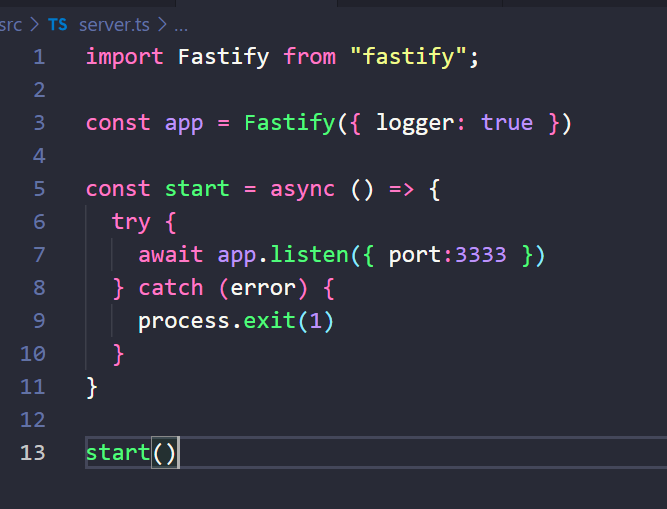 src > TS server.ts > ...
1 import Fastify from "fastify";
2
3 const app = Fastify({ logger: true })
4
5 const start = async () => {
6 try {
7 await app.listen({ port:3333 })
8 } catch (error) {
9 process.exit(1)
10 }
11 }
12
13 start()